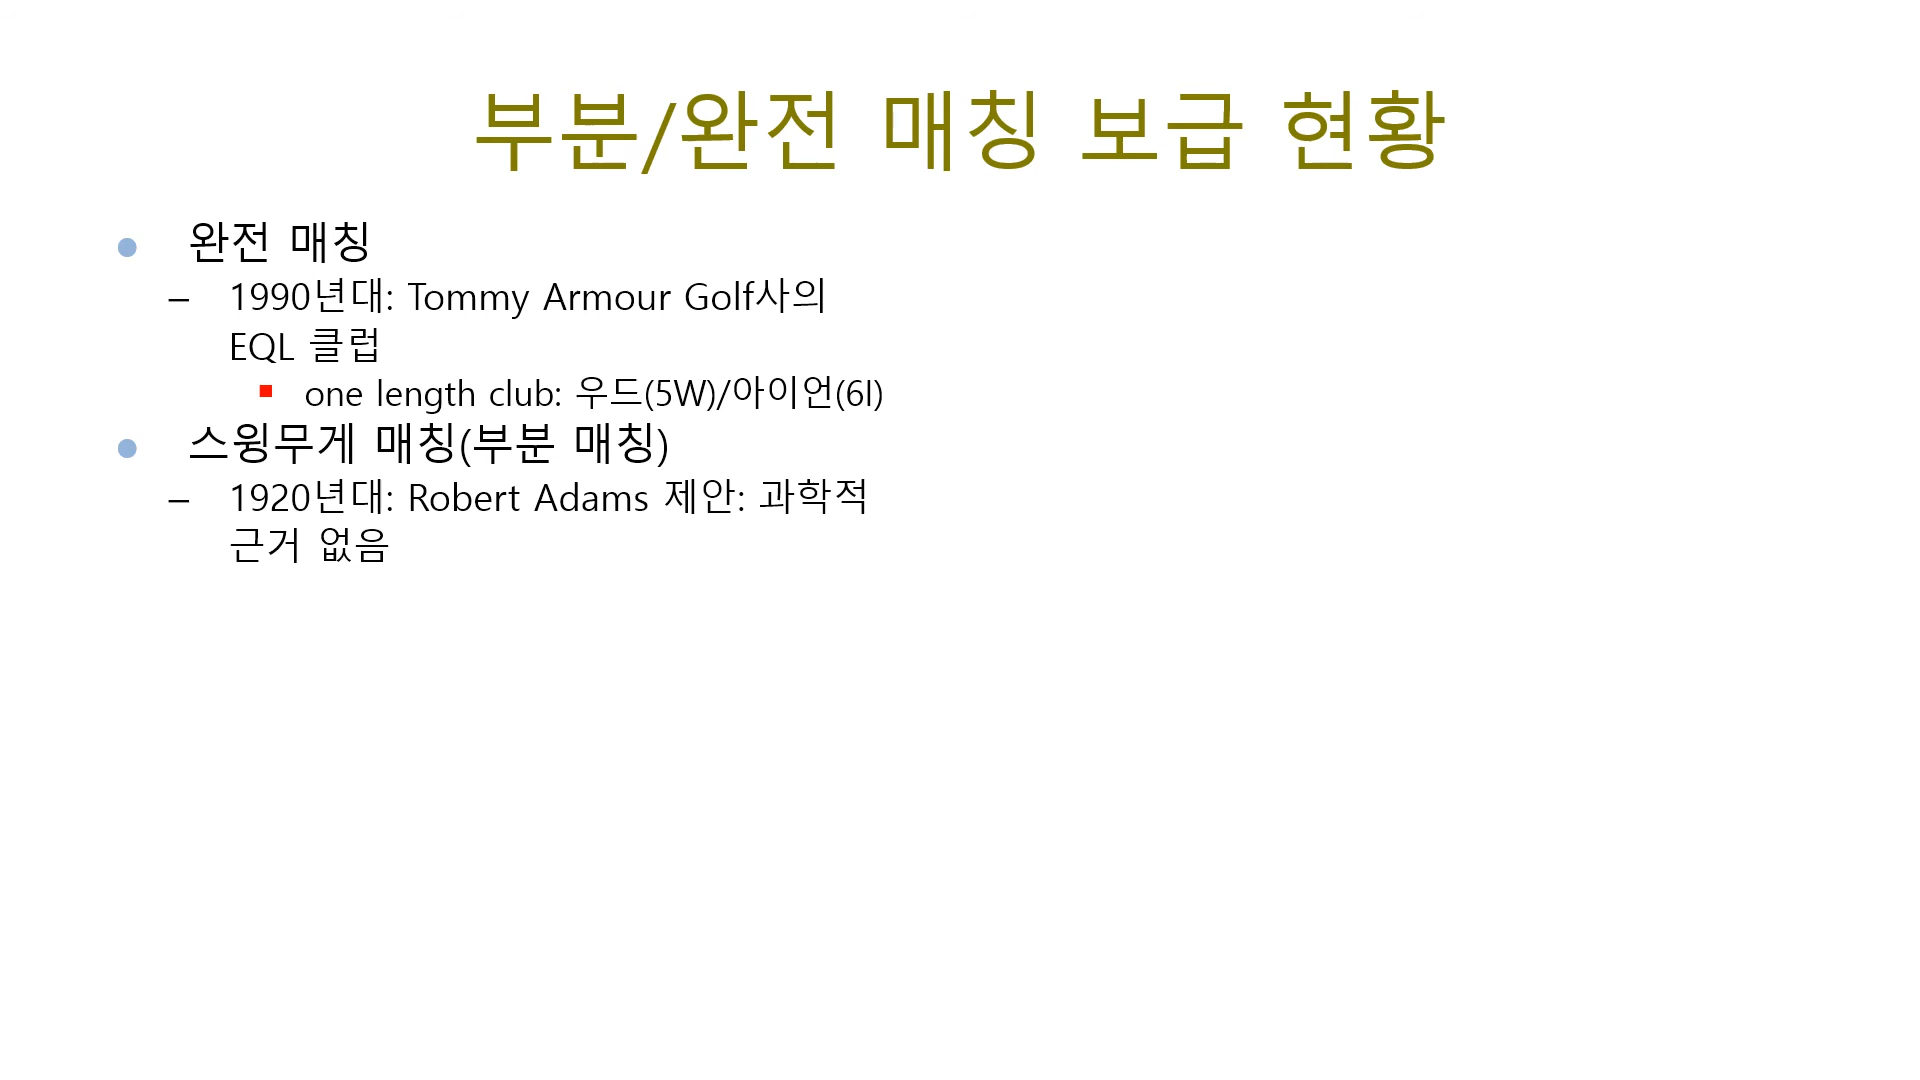 부분/완전 매칭 보급 현황
● 완전 매칭
– 1990년대: Tommy Armour Golf사의
EQL 클럽
▪ one length club: 우드(5W)/아이언(6I)
● 스윙무게 매칭(부분 매칭)
– 1920년대: Robert Adams 제안: 과학적
근거 없음